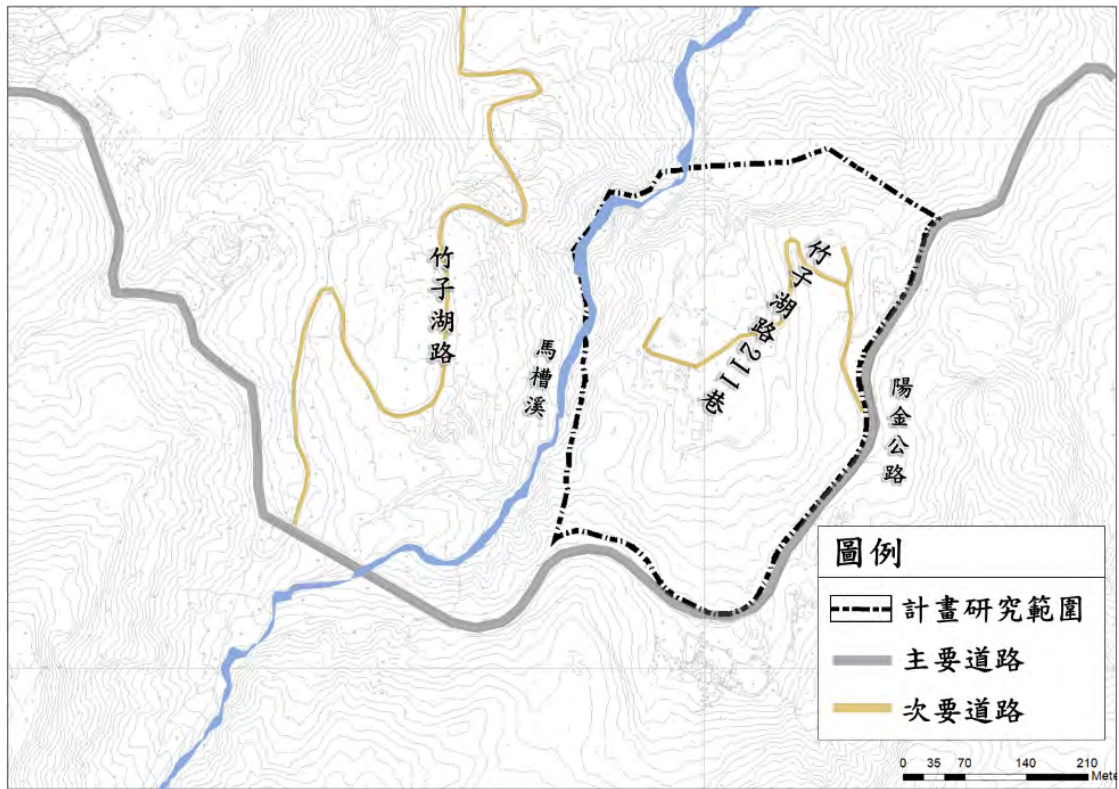 竹子湖路
馬槽溪
竹子湖路2111巷
陽金公路
圖例
計畫研究範圍
主要道路
次要道路
0 35 70 140 210
Mete